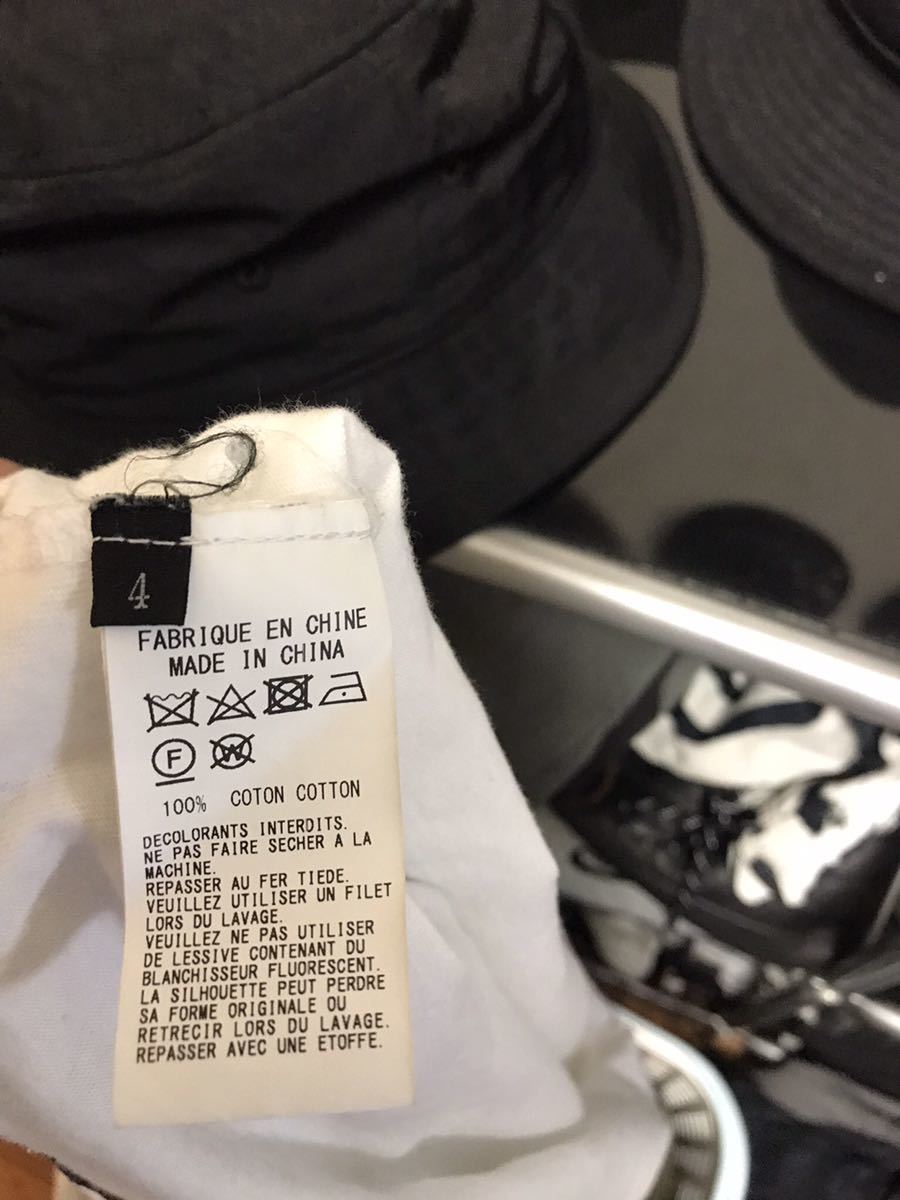 4
FABRIQUE EN CHINE
MADE IN CHINA
F W
100% COTON COTTON
DECOLORANTS INTERDITS.
NE PAS FAIRE SECHER A LA
MACHINE.
REPASSER AU FER TIEDE.
VEUILLEZ UTILISER UN FILET
LORS DU LAVAGE.
VEUILLEZ NE PAS UTILISER
DE LESSIVE CONTENANT DU
BLANCHISSEUR FLUORESCENT.
LA SILHOUETTE PEUT PERDRE
SA FORME ORIGINALE OU
RETRECIR LORS DU LAVAGE.
REPASSER AVEC UNE ETOFFE.